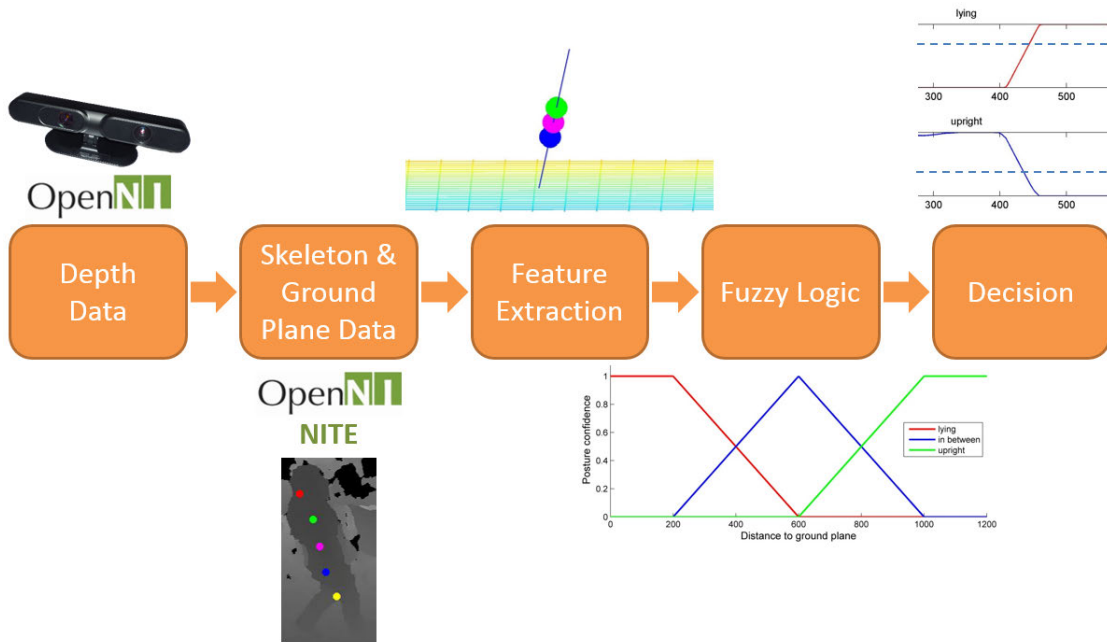 lying
300 400 500
upright
300 400 500
OpenNI
Depth
Data
Skeleton &
Ground
Plane Data
Feature
Extraction
Fuzzy Logic
Decision
OpenNI
NITE
Posture confidence
1
0.8
0.6
0.4
0.2
0
0 200 400 600 800 1000 1200
Distance to ground plane
lying
in between
upright